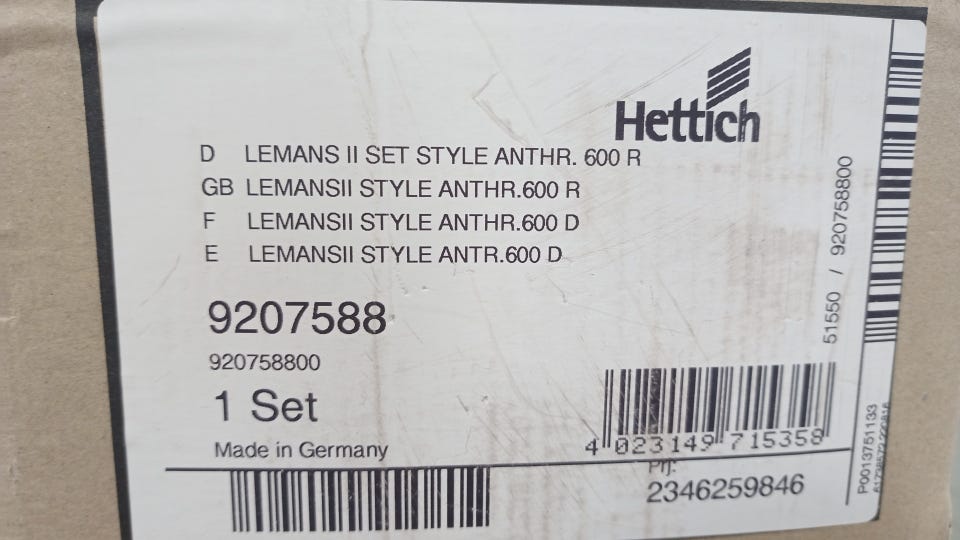 Hettich
D LEMANS II SET STYLE ANTHR. 600 R
GB LEMANSII STYLE ANTHR.600 R
F LEMANSII STYLE ANTHR.600 D
E LEMANSII STYLE ANTR.600 D
9207588
920758800
1 Set
Made in Germany
4 023149 715358
2346259846
51550 / 920758800
P0013751133